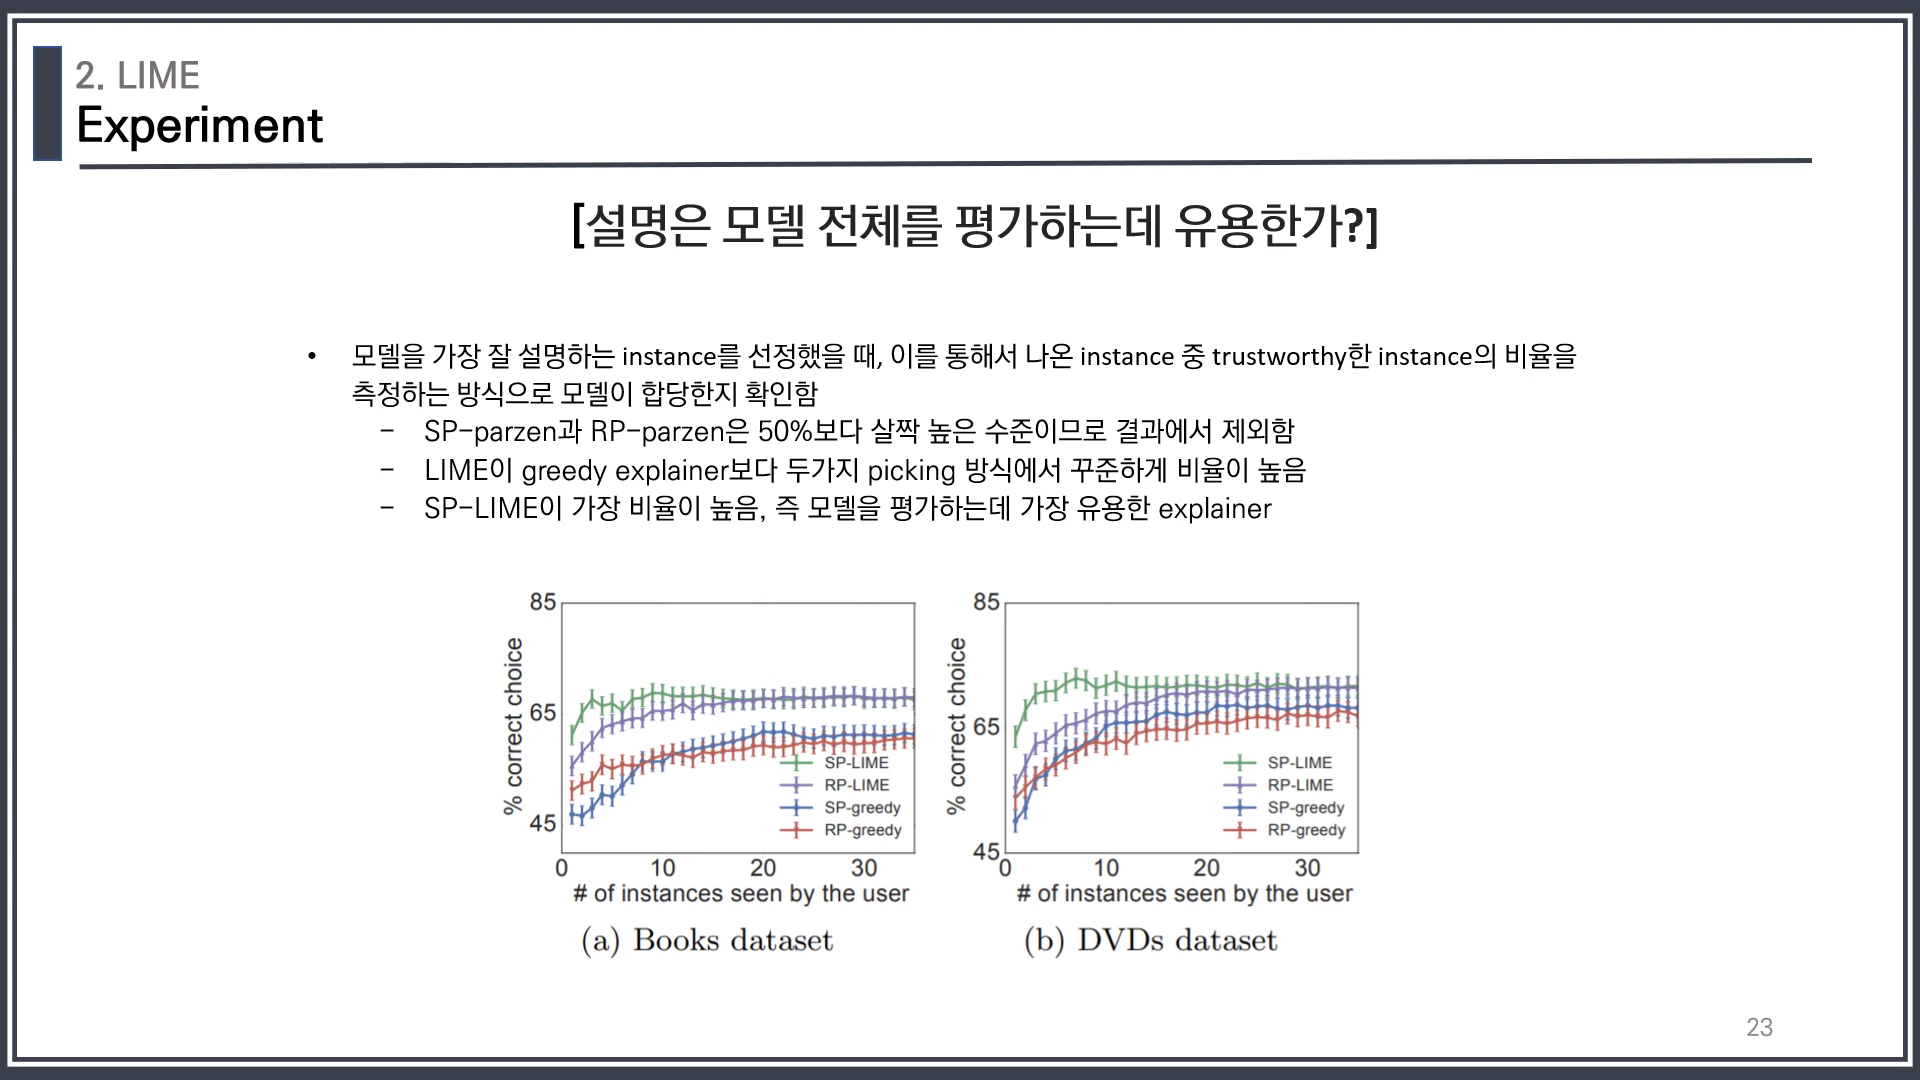 2. LIME
Experiment
[설명은 모델 전체를 평가하는데 유용한가?]
• 모델을 가장 잘 설명하는 instance를 선정했을 때, 이를 통해서 나온 instance 중 trustworthy한 instance의 비율을
측정하는 방식으로 모델이 합당한지 확인함
– SP-parzen과 RP-parzen은 50%보다 살짝 높은 수준이므로 결과에서 제외함
– LIME이 greedy explainer보다 두가지 picking 방식에서 꾸준하게 비율이 높음
– SP-LIME이 가장 비율이 높음, 즉 모델을 평가하는데 가장 유용한 explainer
85
65
45
% correct choice
SP-LIME
RP-LIME
SP-greedy
RP-greedy
0 10 20 30
# of instances seen by the user
(a) Books dataset
85
65
45
% correct choice
SP-LIME
RP-LIME
SP-greedy
RP-greedy
0 10 20 30
# of instances seen by the user
(b) DVDs dataset
23